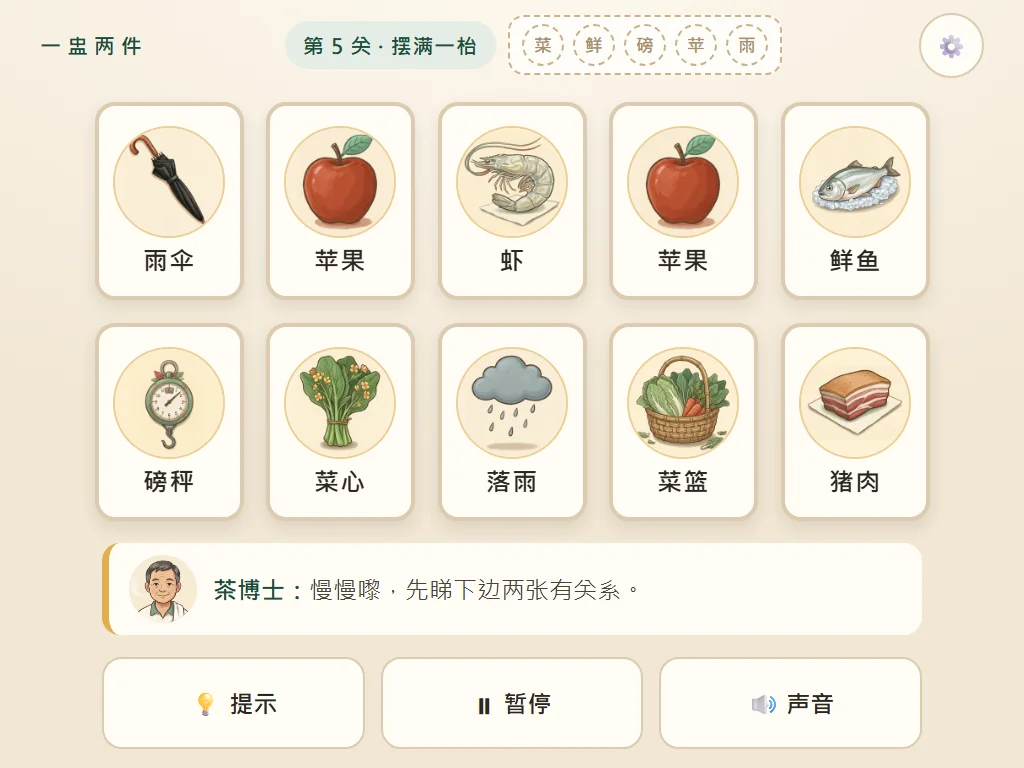 一盅两件
第 5 关 · 摆满一枱
菜 鲜 磅 苹 雨
雨伞
苹果
虾
苹果
鲜鱼
磅秤
菜心
落雨
菜篮
猪肉
茶博士：慢慢嚟，先睇下边两张有关系。
提示
暂停
声音